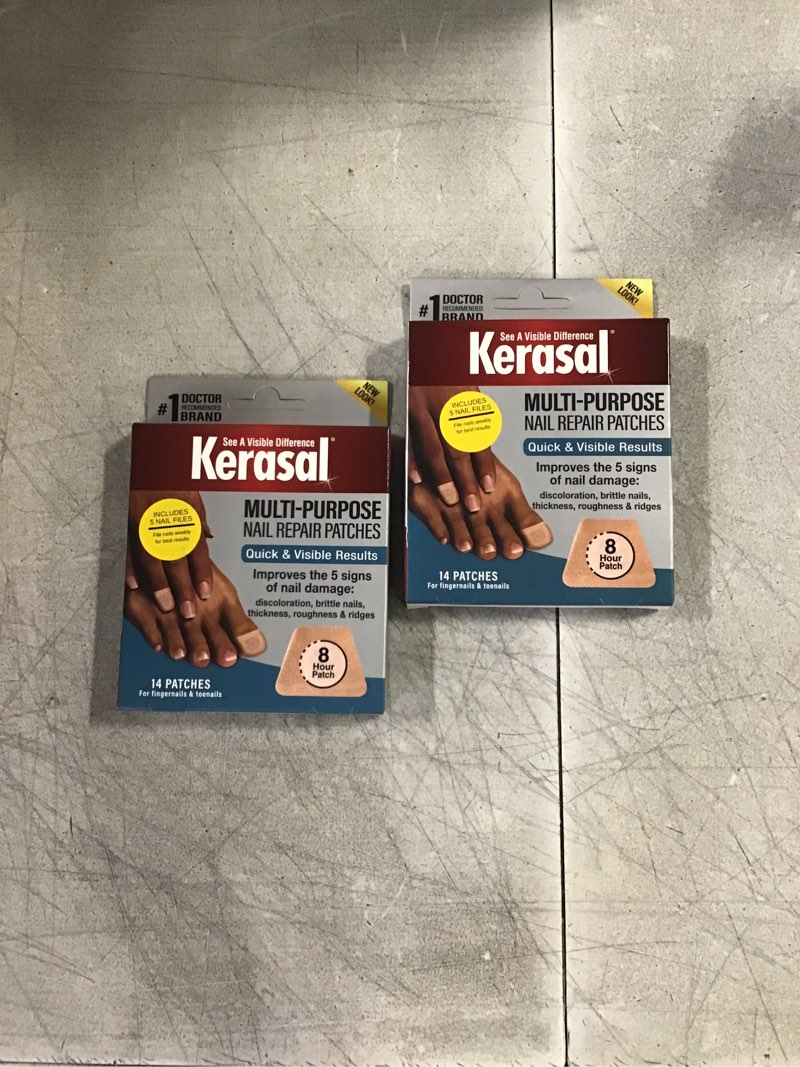 #1 DOCTOR
RECOMMENDED
BRAND
NEW
LOOK!
See A Visible Difference
Kerasal®
INCLUDES
5 NAIL FILES
File nails weekly
for best results
MULTI-PURPOSE
NAIL REPAIR PATCHES
Quick & Visible Results
Improves the 5 signs
of nail damage:
discoloration, brittle nails,
thickness, roughness & ridges
8
Hour
Patch
14 PATCHES
For fingernails & toenails
#1 DOCTOR
RECOMMENDED
BRAND
NEW
LOOK!
See A Visible Difference
Kerasal®
INCLUDES
5 NAIL FILES
File nails weekly
for best results
MULTI-PURPOSE
NAIL REPAIR PATCHES
Quick & Visible Results
Improves the 5 signs
of nail damage:
discoloration, brittle nails,
thickness, roughness & ridges
8
Hour
Patch
14 PATCHES
For fingernails & toenails